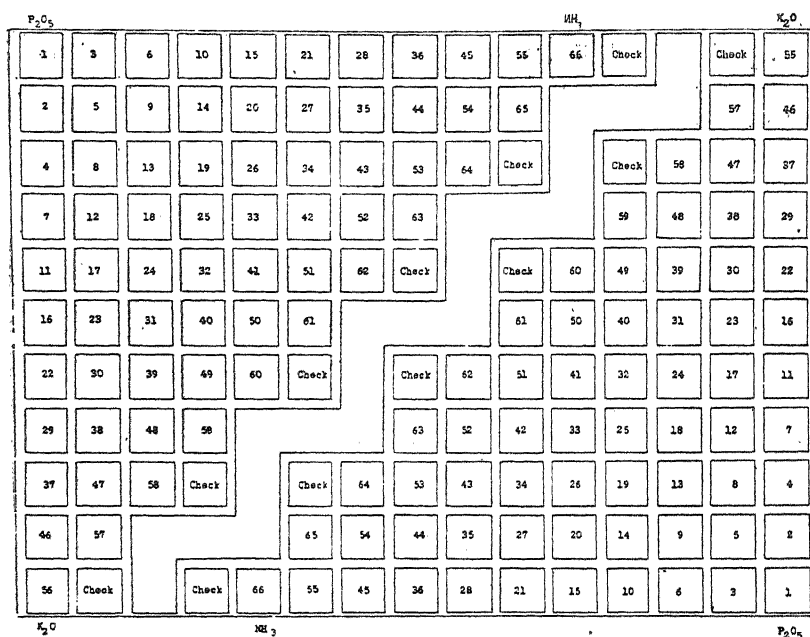 P₂O₅ NH₃ K₂O
1 3 6 10 15 21 28 36 45 55 66 Check Check 55
2 5 9 14 20 27 35 44 54 65 57 46
4 8 13 19 26 34 43 53 64 Check Check 58 47 37
7 12 18 25 33 42 52 63 59 48 38 29
11 17 24 32 41 51 62 Check Check 60 49 39 30 22
16 23 31 40 50 61 61 50 40 31 23 16
22 30 39 49 60 Check Check 62 51 41 32 24 17 11
29 38 48 58 63 52 42 33 25 18 12 7
37 47 58 Check Check 64 53 43 34 26 19 13 8 4
46 57 65 54 44 35 27 20 14 9 5 2
56 Check Check 66 55 45 36 28 21 15 10 6 3 1
K₂O NH₃ P₂O₅